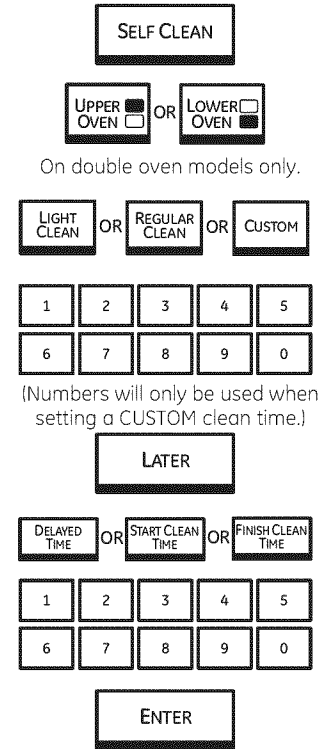 SELF CLEAN
UPPER OVEN OR LOWER OVEN
On double oven models only.
LIGHT CLEAN OR REGULAR CLEAN OR CUSTOM
1 2 3 4 5
6 7 8 9 0
(Numbers will only be used when
setting a CUSTOM clean time.)
LATER
DELAYED TIME OR START CLEAN TIME OR FINISH CLEAN TIME
1 2 3 4 5
6 7 8 9 0
ENTER